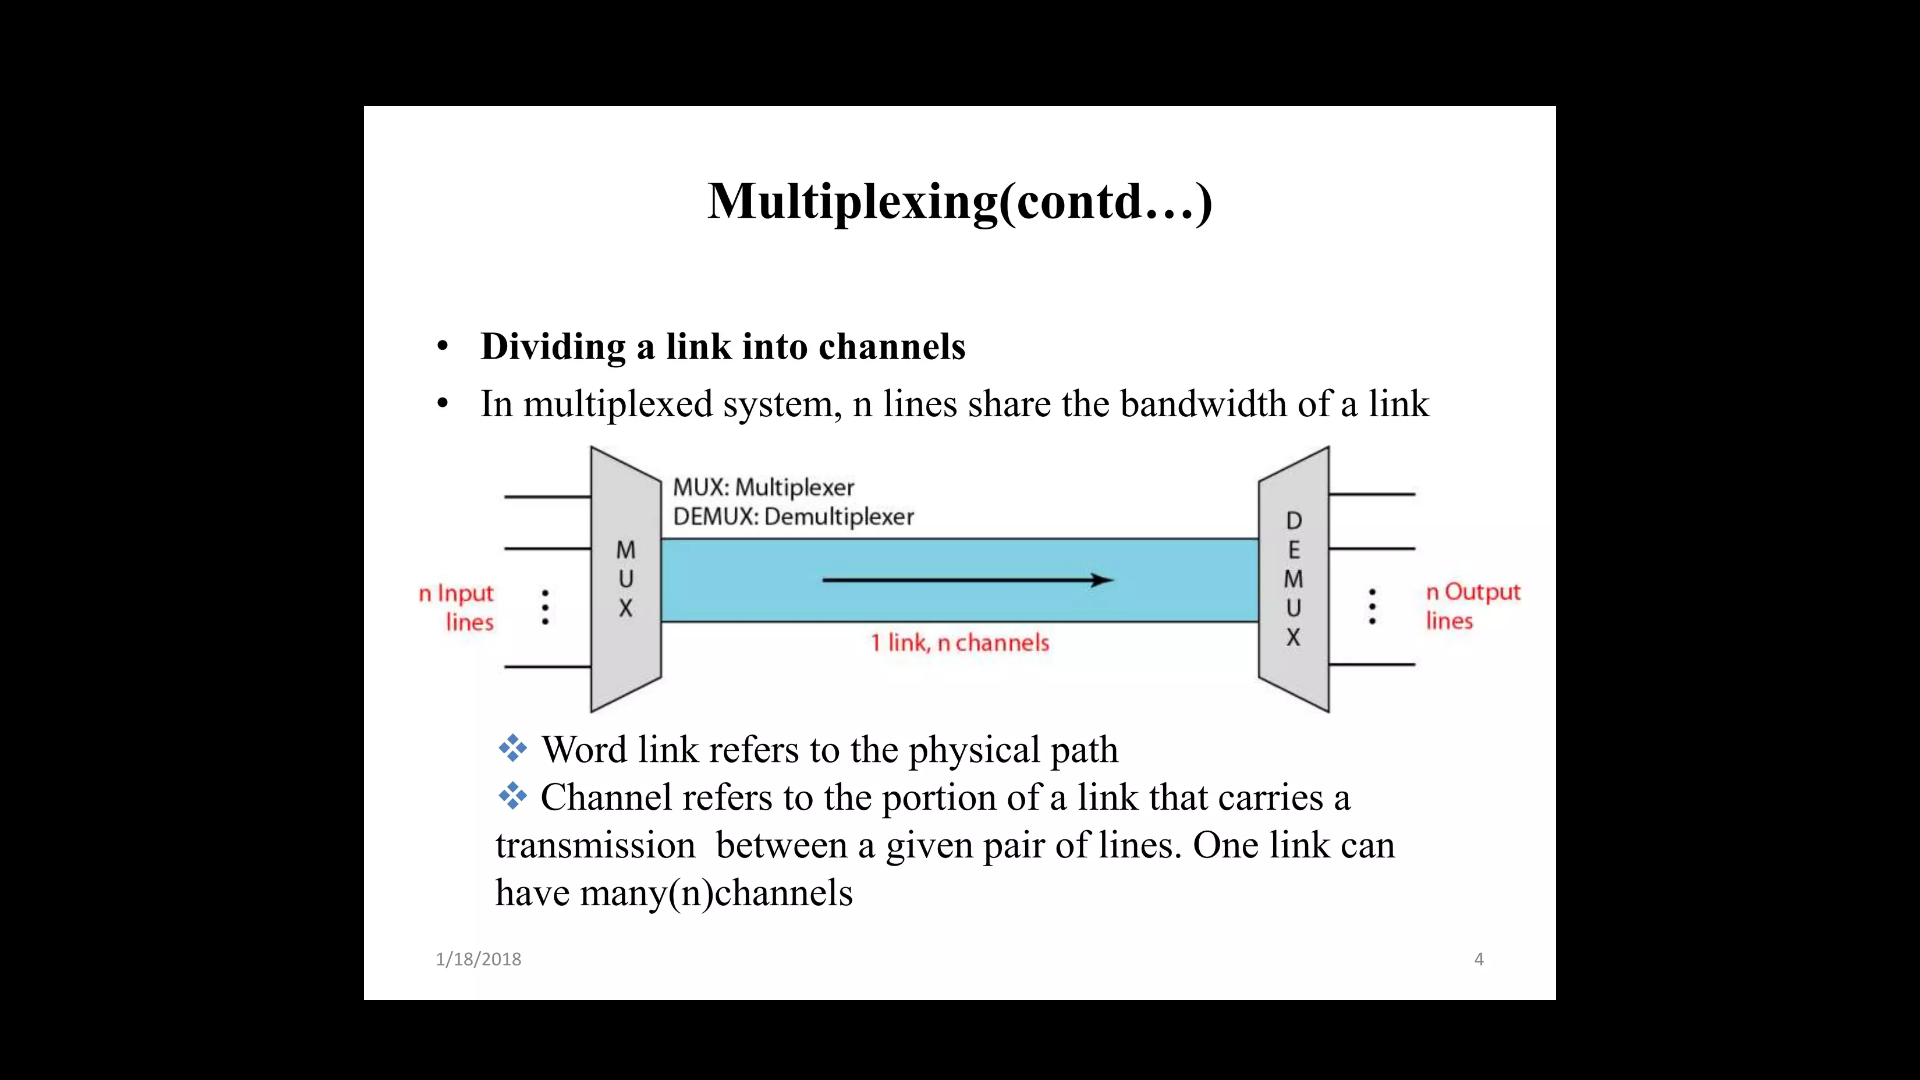 Multiplexing(contd…)
• Dividing a link into channels
• In multiplexed system, n lines share the bandwidth of a link
MUX: Multiplexer
DEMUX: Demultiplexer
MUX
DEMUX
n Input
lines
n Output
lines
1 link, n channels
❖ Word link refers to the physical path
❖ Channel refers to the portion of a link that carries a
transmission between a given pair of lines. One link can
have many(n)channels
1/18/2018
4